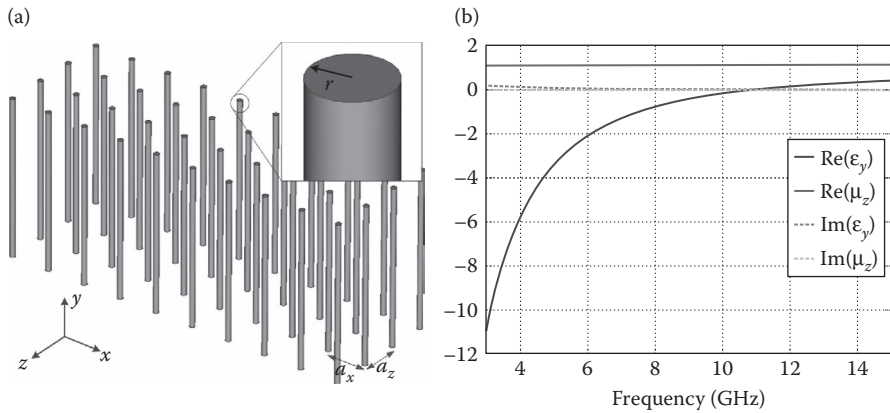 (a)
r
y
z
x
a_x
a_z
(b)
2
0
−2
−4
−6
−8
−10
−12
4 6 8 10 12 14
Frequency (GHz)
Re(ε_y)
Re(μ_z)
Im(ε_y)
Im(μ_z)